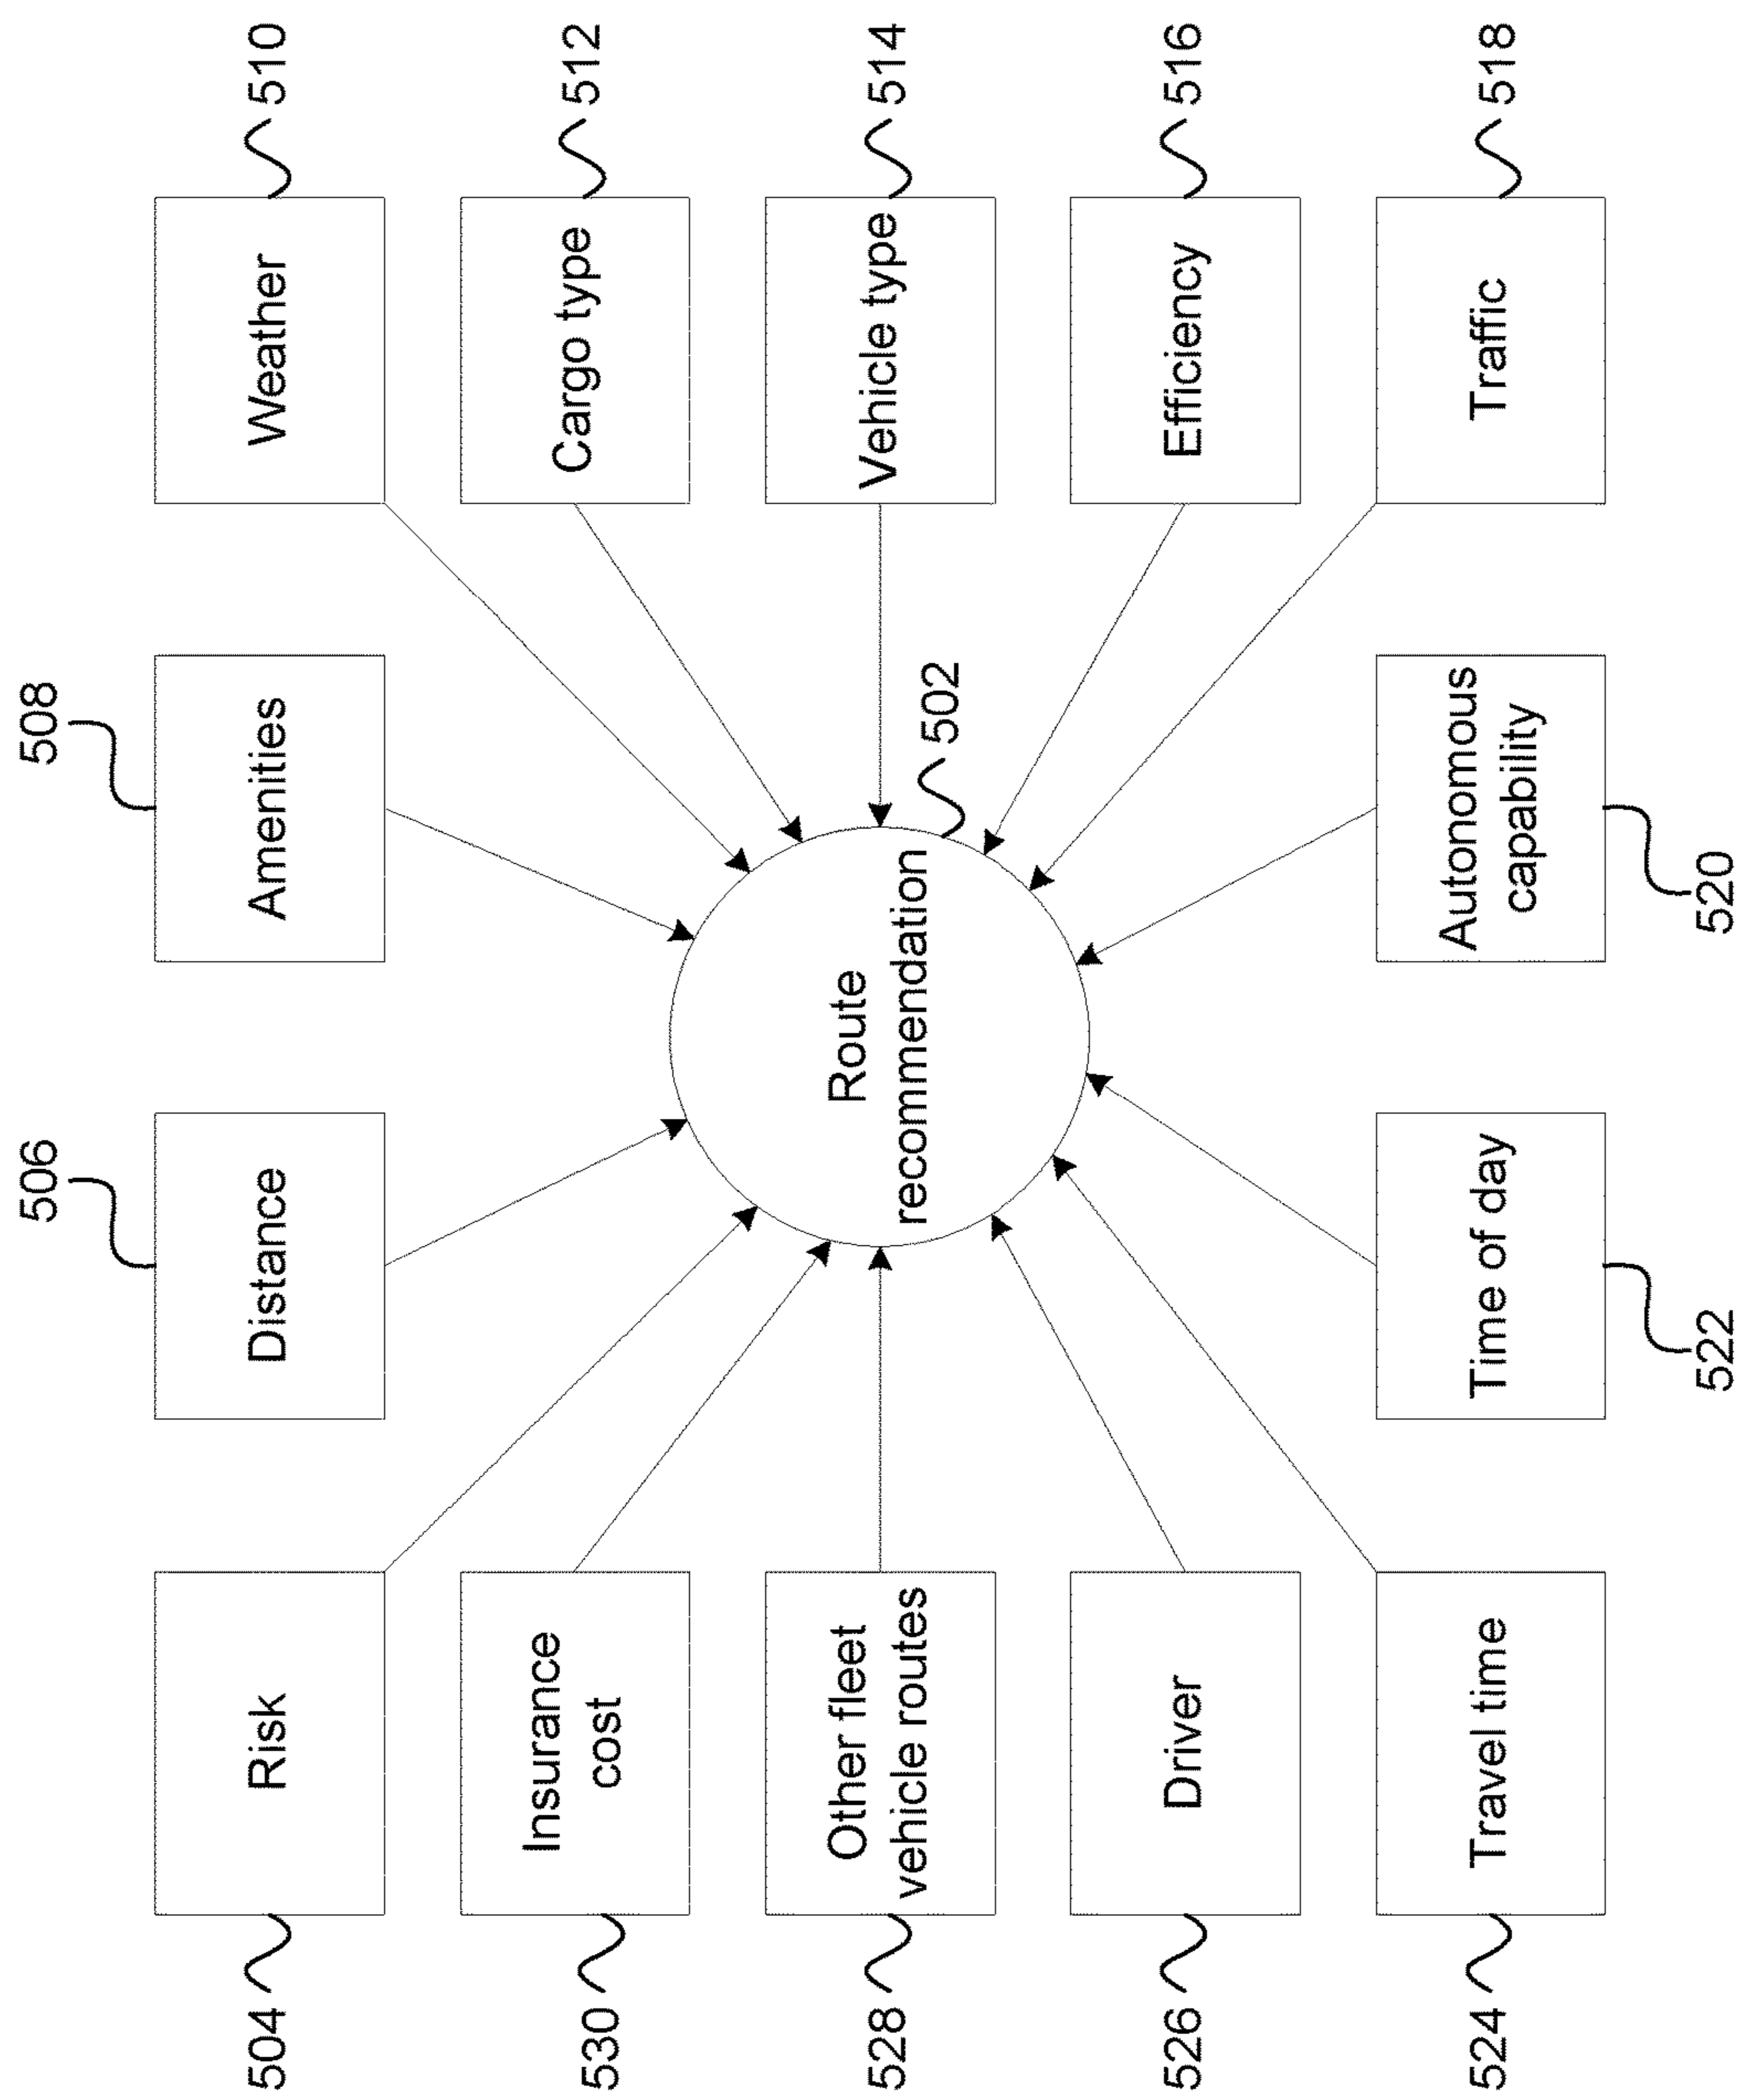 504
Risk
506
Distance
508
Amenities
Weather
510
530
Insurance
cost
Cargo type
512
528
Other fleet
vehicle routes
Route
recommendation
502
Vehicle type
514
526
Driver
Efficiency
516
524
Travel time
Time of day
522
Autonomous
capability
520
Traffic
518